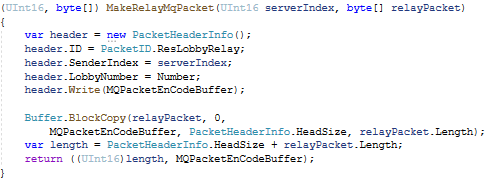 (UInt16, byte[]) MakeRelayMqPacket(UInt16 serverIndex, byte[] relayPacket)
{
    var header = new PacketHeaderInfo();
    header.ID = PacketID.ResLobbyRelay;
    header.SenderIndex = serverIndex;
    header.LobbyNumber = Number;
    header.Write(MQPacketEnCodeBuffer);

    Buffer.BlockCopy(relayPacket, 0,
        MQPacketEnCodeBuffer, PacketHeaderInfo.HeadSize, relayPacket.Length);
    var length = PacketHeaderInfo.HeadSize + relayPacket.Length;
    return ((UInt16)length, MQPacketEnCodeBuffer);
}